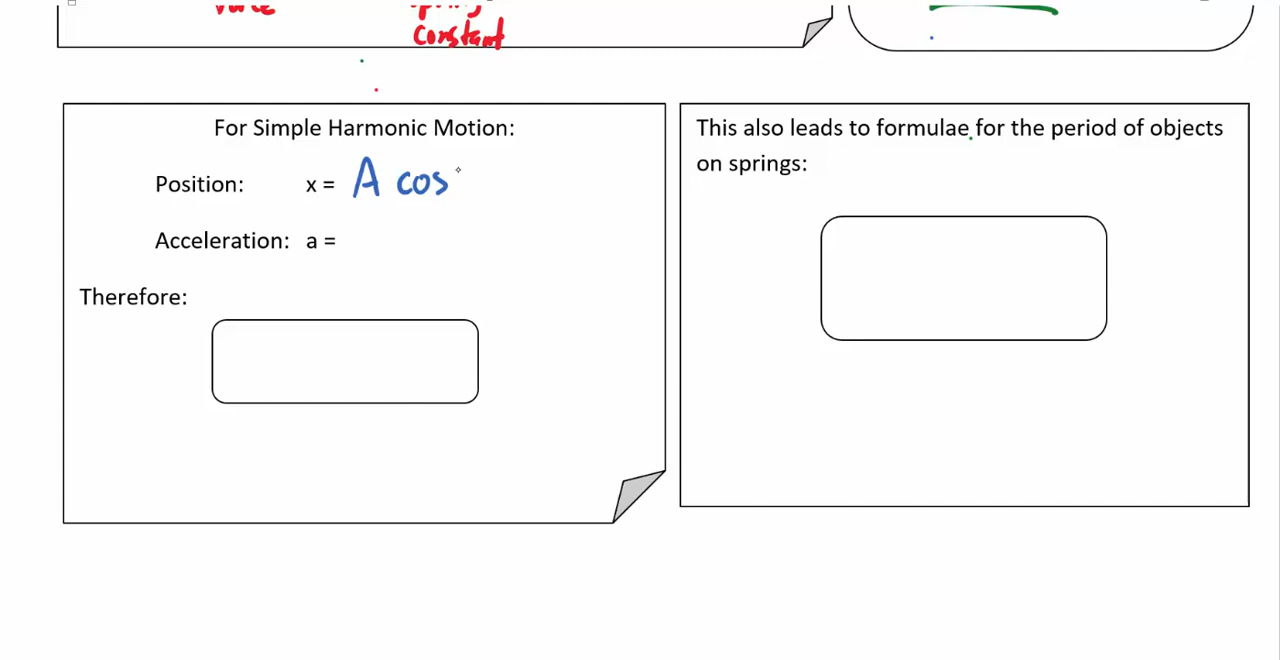 constant
For Simple Harmonic Motion:
Position: x = A cos
Acceleration: a =
Therefore:
This also leads to formulae for the period of objects
on springs: